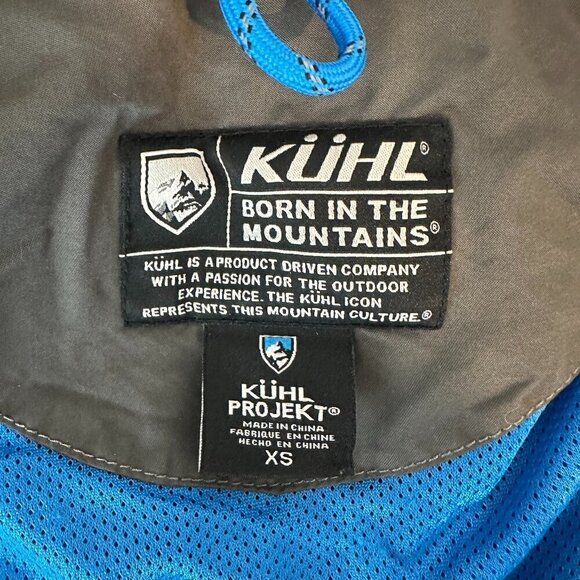 KÜHL®
BORN IN THE
MOUNTAINS®
KÜHL IS A PRODUCT DRIVEN COMPANY
WITH A PASSION FOR THE OUTDOOR
EXPERIENCE. THE KÜHL ICON
REPRESENTS THIS MOUNTAIN CULTURE.®
KÜHL
PROJEKT®
MADE IN CHINA
FABRIQUE EN CHINE
HECHO EN CHINA
XS